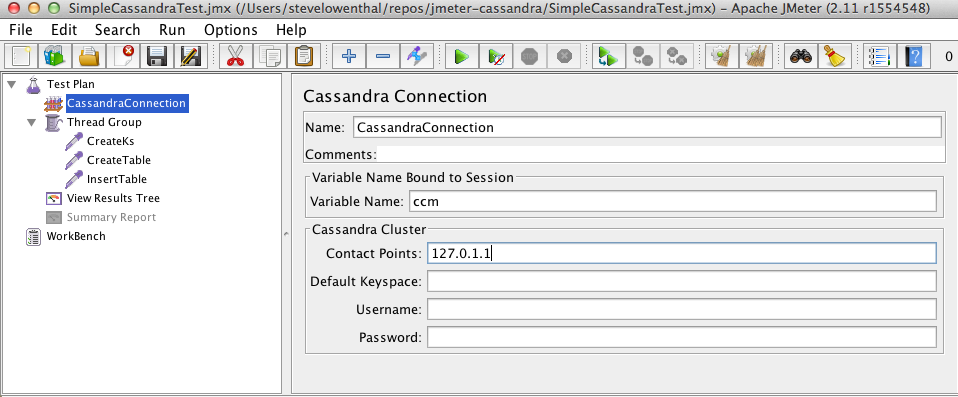 SimpleCassandraTest.jmx (/Users/stevelowenthal/repos/jmeter-cassandra/SimpleCassandraTest.jmx) - Apache JMeter (2.11 r1554548)
File Edit Search Run Options Help
0
Test Plan
CassandraConnection
Thread Group
CreateKs
CreateTable
InsertTable
View Results Tree
Summary Report
WorkBench
Cassandra Connection
Name: CassandraConnection
Comments:
Variable Name Bound to Session
Variable Name: ccm
Cassandra Cluster
Contact Points: 127.0.1.1
Default Keyspace:
Username:
Password: